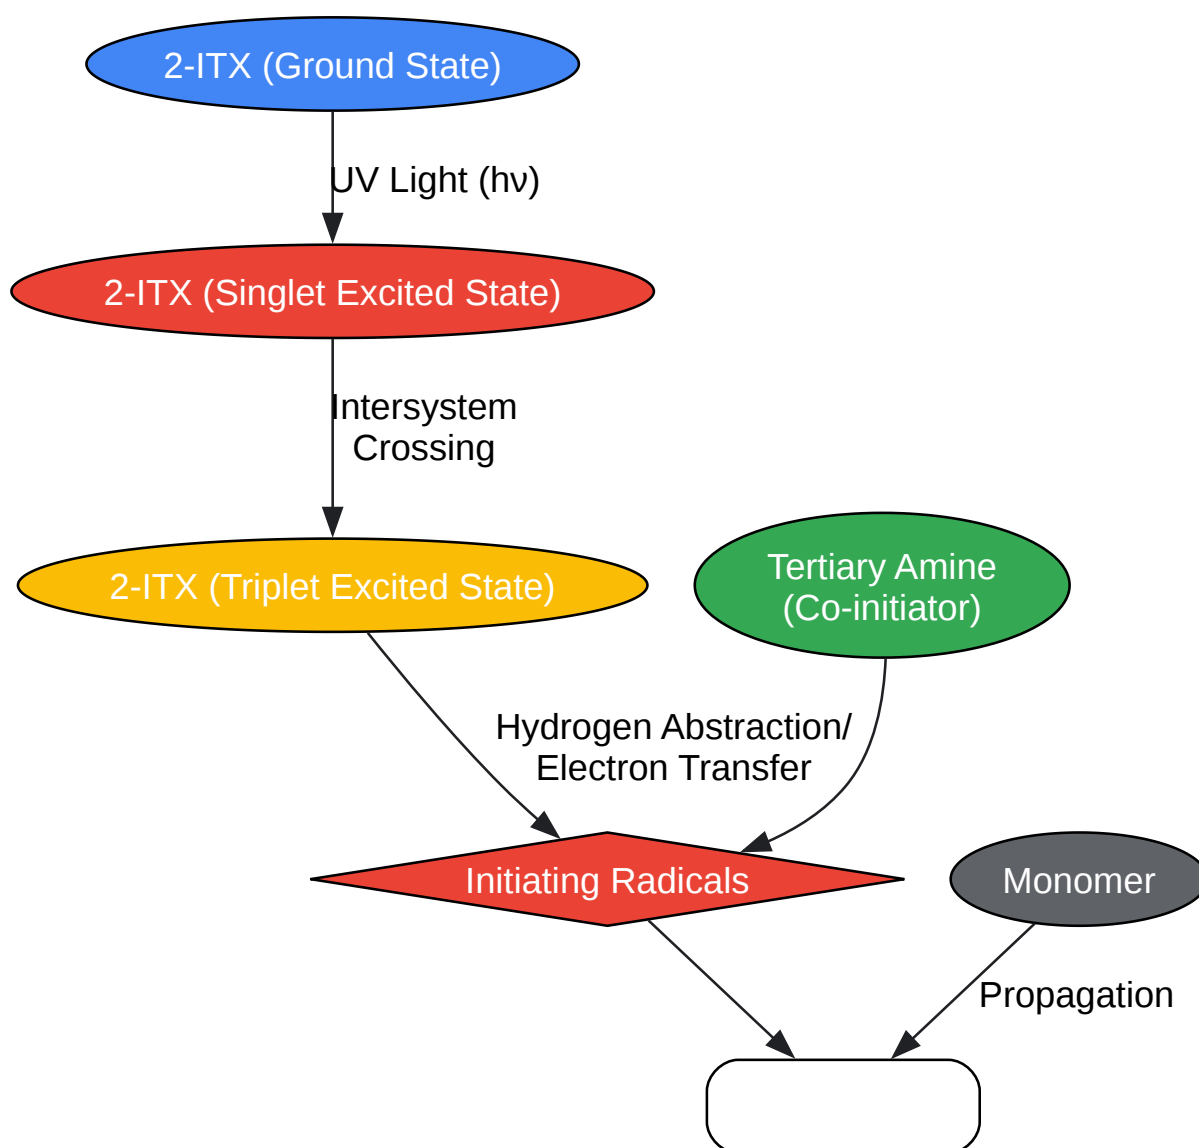 2-ITX (Ground State)
UV Light (hν)
2-ITX (Singlet Excited State)
Intersystem
Crossing
2-ITX (Triplet Excited State)
Tertiary Amine
(Co-initiator)
Hydrogen Abstraction/
Electron Transfer
Initiating Radicals
Monomer
Propagation